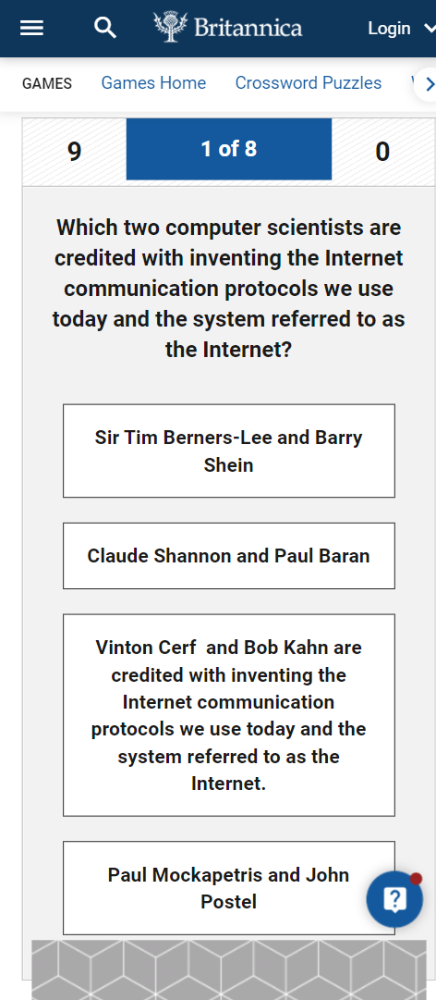 Britannica Login
GAMES Games Home Crossword Puzzles
9 1 of 8 0
Which two computer scientists are
credited with inventing the Internet
communication protocols we use
today and the system referred to as
the Internet?
Sir Tim Berners-Lee and Barry
Shein
Claude Shannon and Paul Baran
Vinton Cerf and Bob Kahn are
credited with inventing the
Internet communication
protocols we use today and the
system referred to as the
Internet.
Paul Mockapetris and John
Postel